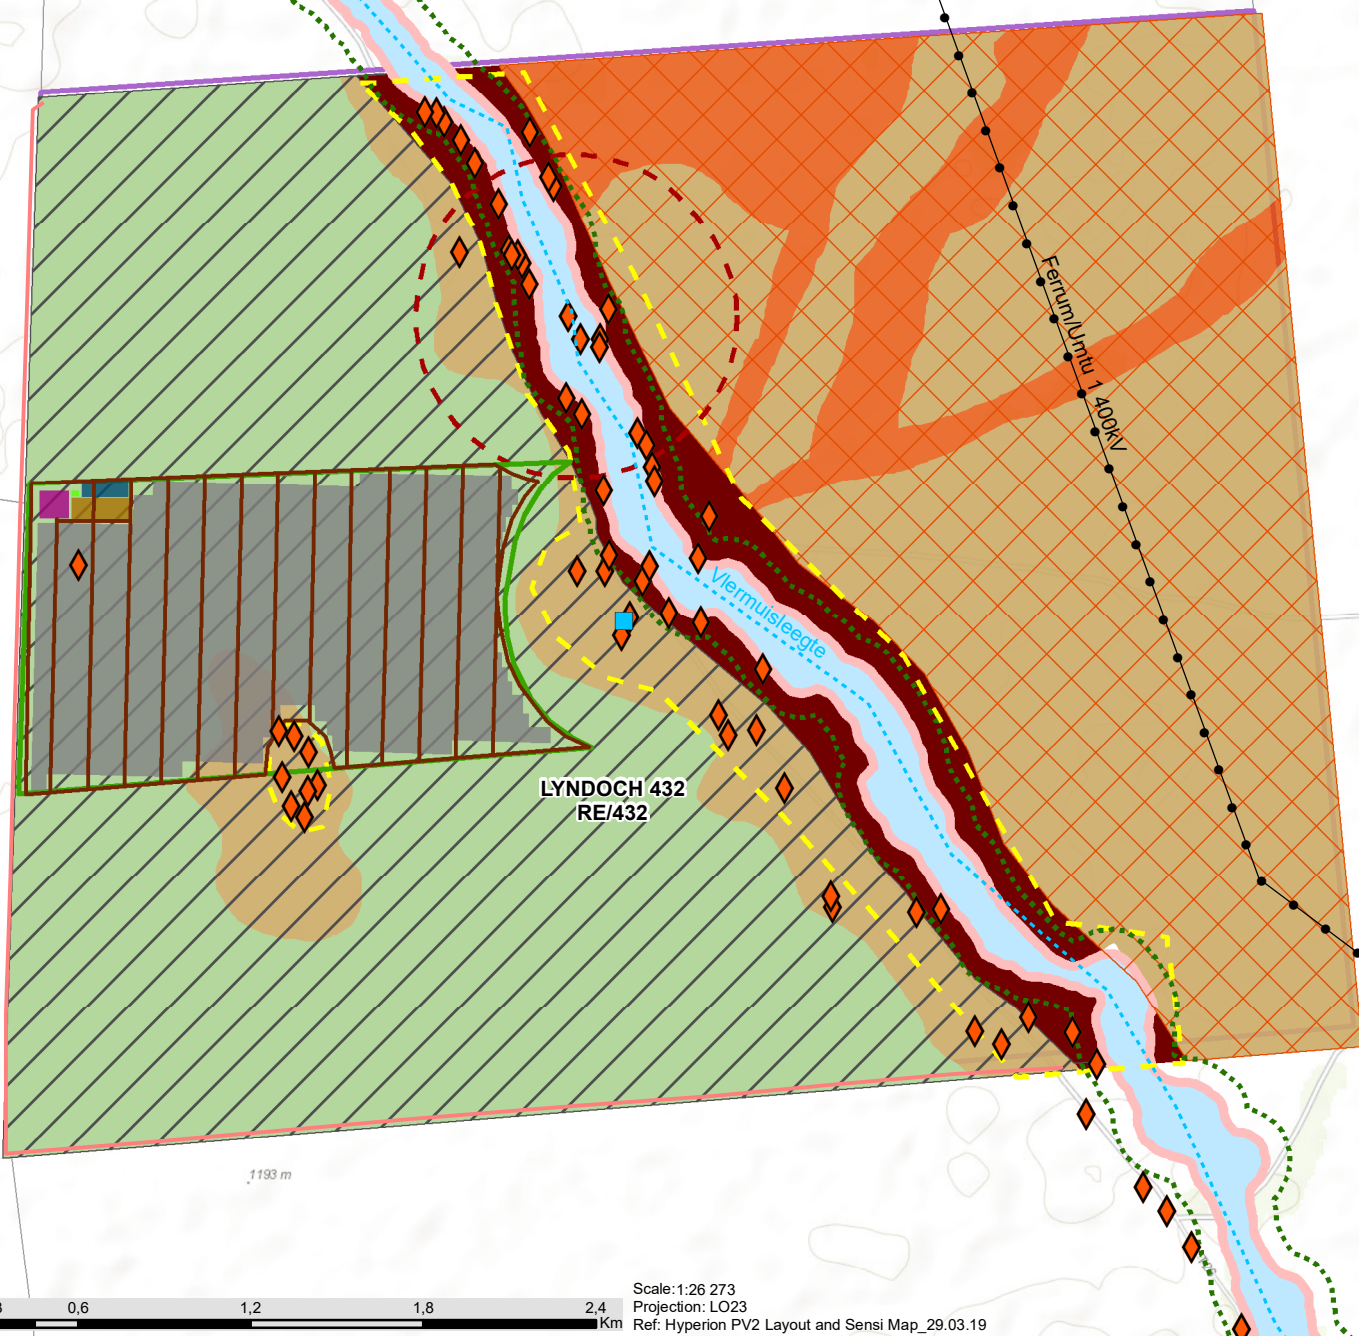 Ferrum/Umtu 1 400kV
Vlermuisleegte
LYNDOCH 432
RE/432
1193 m
0,6 1,2 1,8 2,4
Km
Scale:1:26 273
Projection: LO23
Ref: Hyperion PV2 Layout and Sensi Map_29.03.19